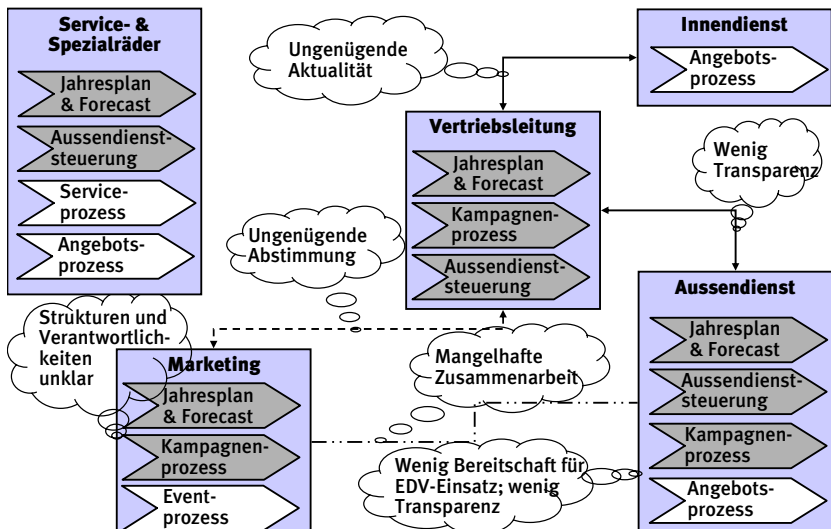 Service- &
Spezialräder
Jahresplan
& Forecast
Aussendienst-
steuerung
Service-
prozess
Angebots-
prozess
Ungenügende
Aktualität
Innendienst
Angebots-
prozess
Vertriebsleitung
Jahresplan
& Forecast
Kampagnen-
prozess
Aussendienst-
steuerung
Wenig
Transparenz
Ungenügende
Abstimmung
Aussendienst
Jahresplan
& Forecast
Aussendienst-
steuerung
Kampagnen-
prozess
Angebots-
prozess
Strukturen und
Verantwortlich-
keiten
unklar
Marketing
Jahresplan
& Forecast
Kampagnen-
prozess
Event-
prozess
Mangelhafte
Zusammenarbeit
Wenig Bereitschaft für
EDV-Einsatz; wenig
Transparenz